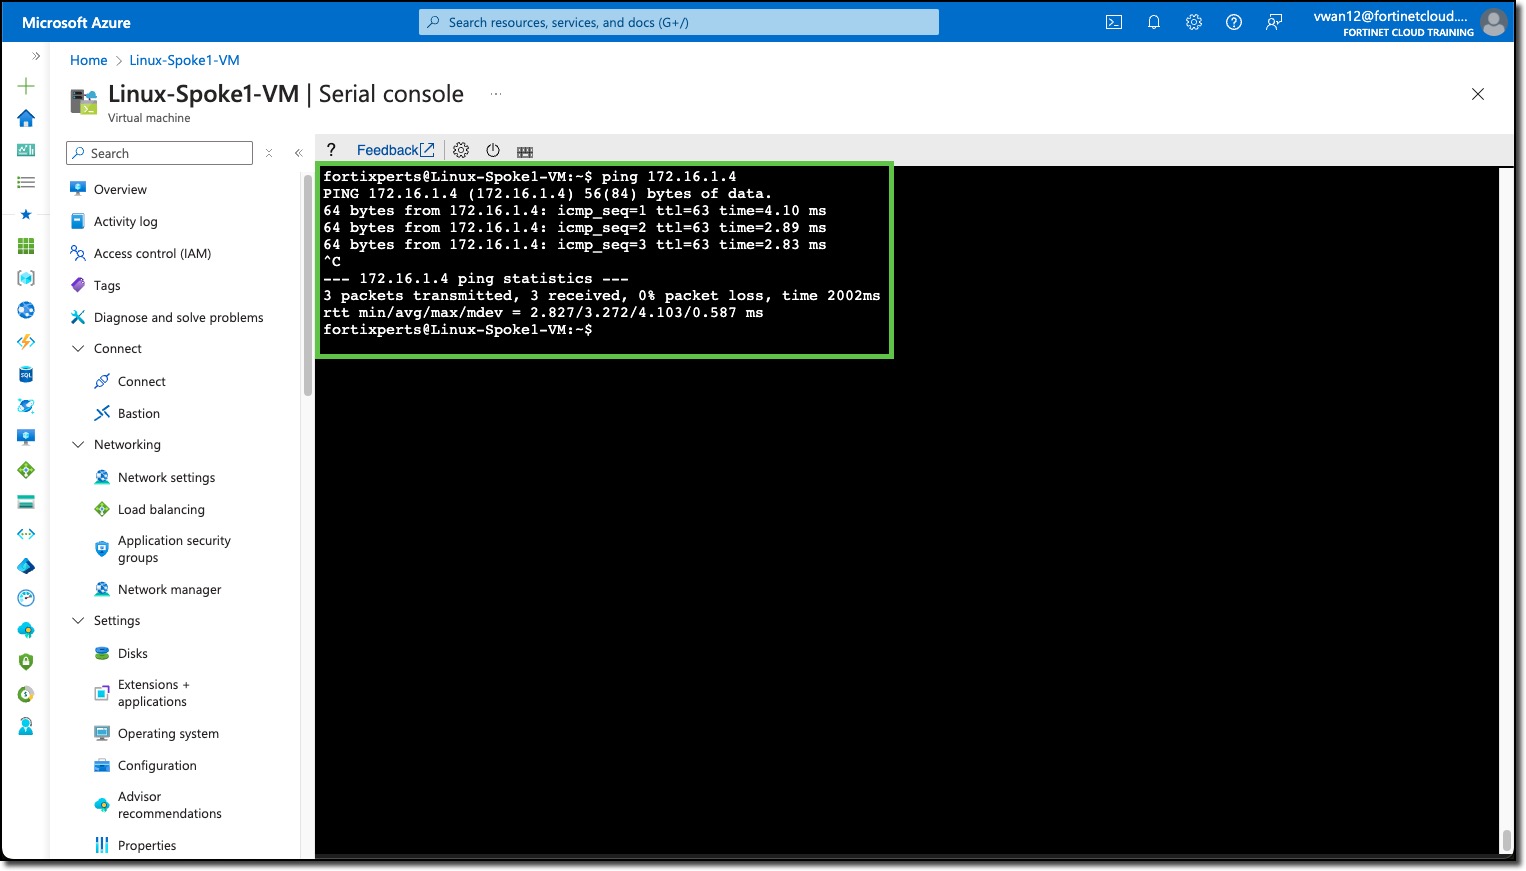 Microsoft Azure
Search resources, services, and docs (G+/)
vwan12@fortinetcloud....
FORTINET CLOUD TRAINING
Home > Linux-Spoke1-VM
Linux-Spoke1-VM | Serial console ...
Virtual machine
Search
? Feedback
Overview
Activity log
Access control (IAM)
Tags
Diagnose and solve problems
Connect
Connect
Bastion
Networking
Network settings
Load balancing
Application security
groups
Network manager
Settings
Disks
Extensions +
applications
Operating system
Configuration
Advisor
recommendations
Properties
SQL
fortixperts@Linux-Spoke1-VM:~$ ping 172.16.1.4
PING 172.16.1.4 (172.16.1.4) 56(84) bytes of data.
64 bytes from 172.16.1.4: icmp_seq=1 ttl=63 time=4.10 ms
64 bytes from 172.16.1.4: icmp_seq=2 ttl=63 time=2.89 ms
64 bytes from 172.16.1.4: icmp_seq=3 ttl=63 time=2.83 ms
^C
--- 172.16.1.4 ping statistics ---
3 packets transmitted, 3 received, 0% packet loss, time 2002ms
rtt min/avg/max/mdev = 2.827/3.272/4.103/0.587 ms
fortixperts@Linux-Spoke1-VM:~$